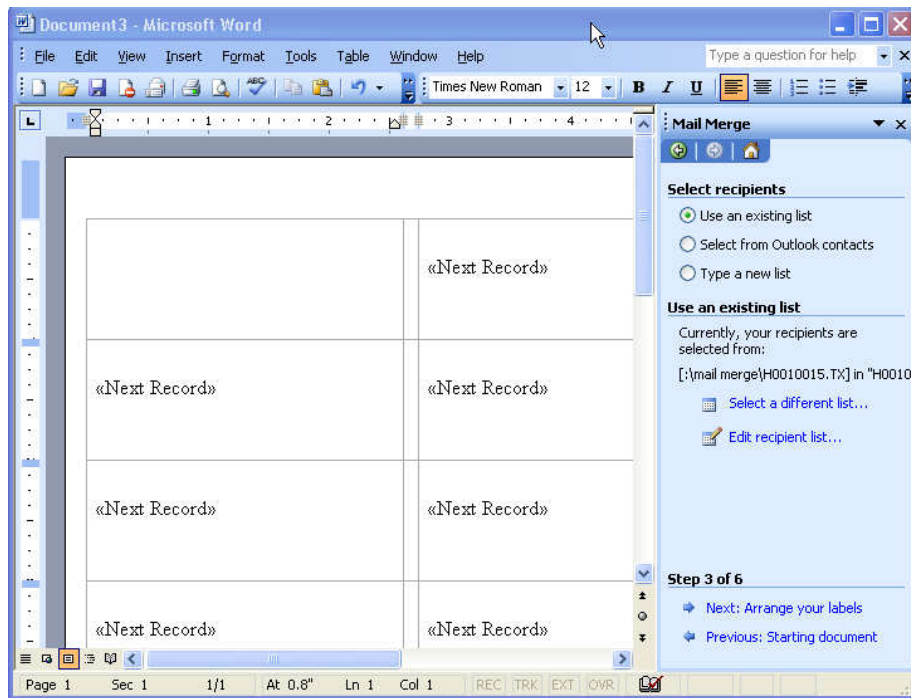 Document3 - Microsoft Word
File Edit View Insert Format Tools Table Window Help
Type a question for help
Times New Roman 12 B I U
1 2 3 4
Mail Merge
Select recipients
Use an existing list
Select from Outlook contacts
Type a new list
Use an existing list
Currently, your recipients are
selected from:
[:\mail merge\H0010015.TX] in "H0010
Select a different list...
Edit recipient list...
Step 3 of 6
Next: Arrange your labels
Previous: Starting document
«Next Record»
«Next Record» «Next Record»
«Next Record» «Next Record»
«Next Record» «Next Record»
Page 1 Sec 1 1/1 At 0.8" Ln 1 Col 1 REC TRK EXT OVR